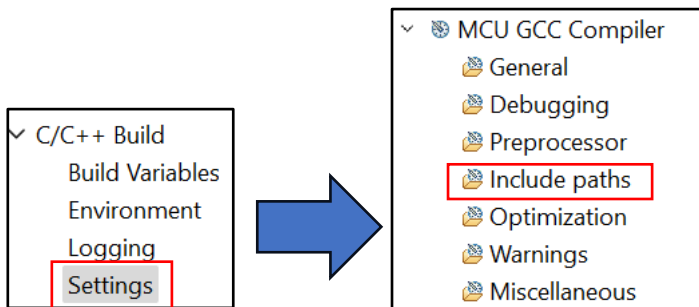 C/C++ Build
Build Variables
Environment
Logging
Settings
MCU GCC Compiler
General
Debugging
Preprocessor
Include paths
Optimization
Warnings
Miscellaneous